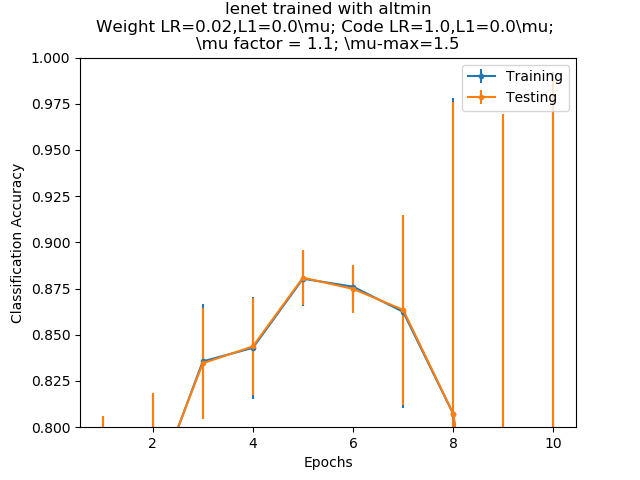 lenet trained with altmin
Weight LR=0.02,L1=0.0\mu; Code LR=1.0,L1=0.0\mu;
\mu factor = 1.1; \mu-max=1.5
1.000
0.975
0.950
0.925
0.900
0.875
0.850
0.825
0.800
Classification Accuracy
Training
Testing
2 4 6 8 10
Epochs